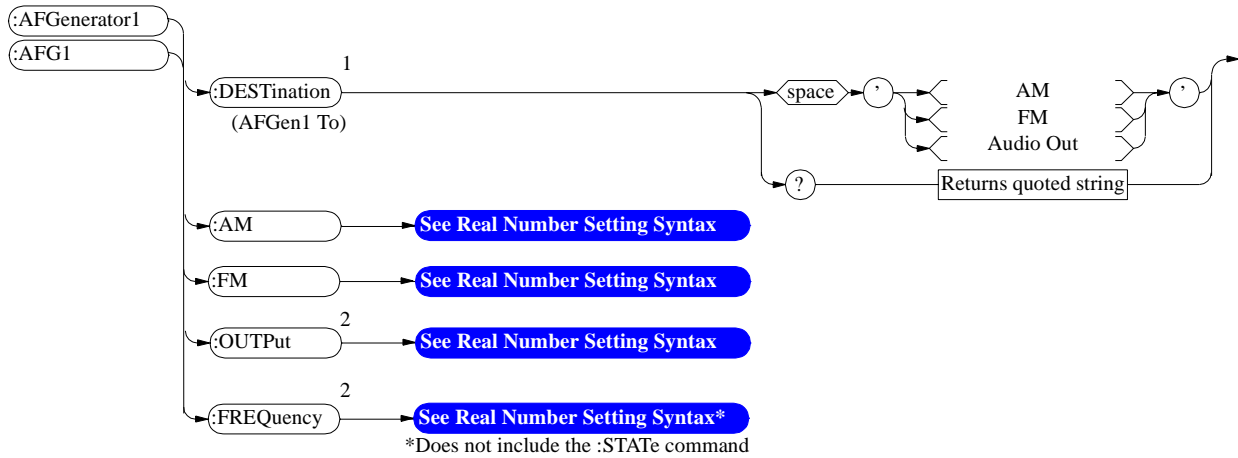 :AFGenerator1
:AFG1
1
:DESTination
space
’
AM
’
(AFGen1 To)
FM
Audio Out
?
Returns quoted string
:AM
See Real Number Setting Syntax
:FM
See Real Number Setting Syntax
2
:OUTPut
See Real Number Setting Syntax
2
:FREQuency
See Real Number Setting Syntax*
*Does not include the :STATe command